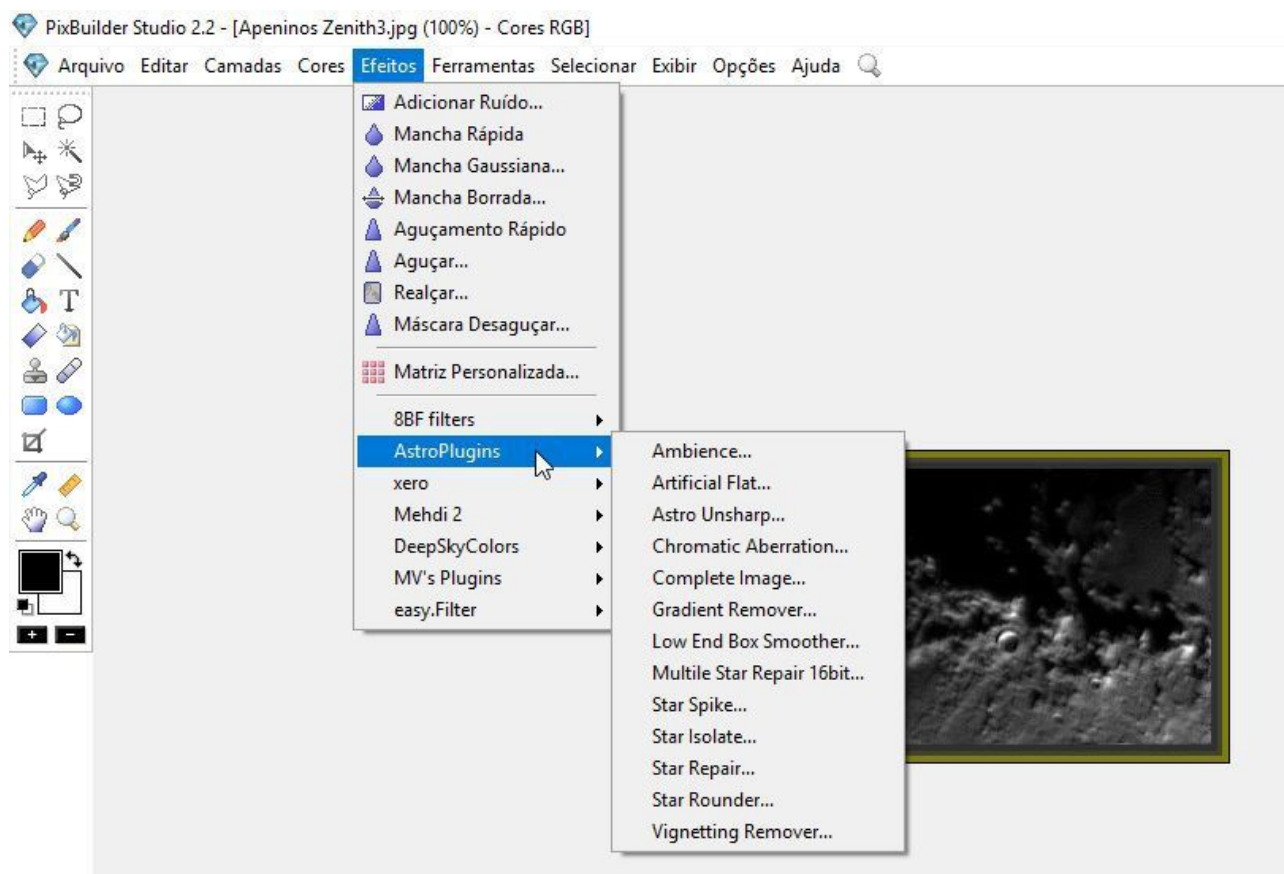 PixBuilder Studio 2.2 - [Apeninos Zenith3.jpg (100%) - Cores RGB]
Arquivo Editar Camadas Cores Efeitos Ferramentas Selecionar Exibir Opções Ajuda
Adicionar Ruído...
Mancha Rápida
Mancha Gaussiana...
Mancha Borrada...
Aguçamento Rápido
Aguçar...
Realçar...
Máscara Desaguçar...
Matriz Personalizada...
8BF filters
AstroPlugins
xero
Mehdi 2
DeepSkyColors
MV's Plugins
easy.Filter
Ambience...
Artificial Flat...
Astro Unsharp...
Chromatic Aberration...
Complete Image...
Gradient Remover...
Low End Box Smoother...
Multile Star Repair 16bit...
Star Spike...
Star Isolate...
Star Repair...
Star Rounder...
Vignetting Remover...